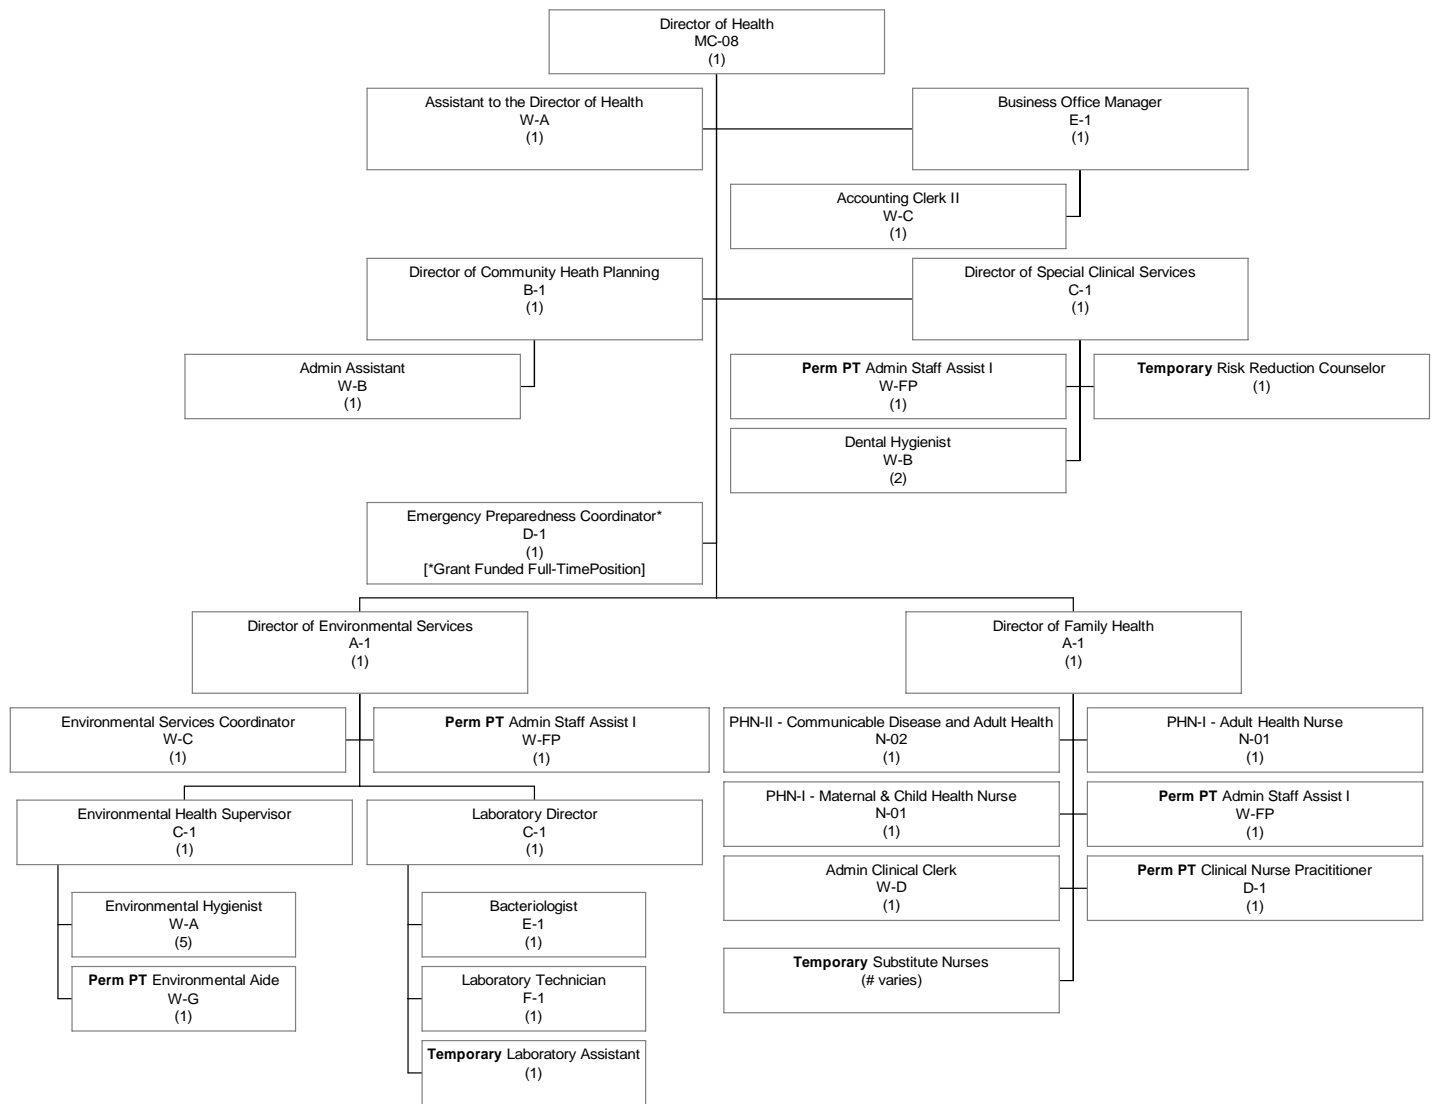 Director of Health
MC-08
(1)
Assistant to the Director of Health
W-A
(1)
Business Office Manager
E-1
(1)
Accounting Clerk II
W-C
(1)
Director of Community Heath Planning
B-1
(1)
Director of Special Clinical Services
C-1
(1)
Admin Assistant
W-B
(1)
Perm PT Admin Staff Assist I
W-FP
(1)
Temporary Risk Reduction Counselor
(1)
Dental Hygienist
W-B
(2)
Emergency Preparedness Coordinator*
D-1
(1)
[*Grant Funded Full-TimePosition]
Director of Environmental Services
A-1
(1)
Director of Family Health
A-1
(1)
Environmental Services Coordinator
W-C
(1)
Perm PT Admin Staff Assist I
W-FP
(1)
PHN-II - Communicable Disease and Adult Health
N-02
(1)
PHN-I - Adult Health Nurse
N-01
(1)
Environmental Health Supervisor
C-1
(1)
Laboratory Director
C-1
(1)
PHN-I - Maternal & Child Health Nurse
N-01
(1)
Perm PT Admin Staff Assist I
W-FP
(1)
Admin Clinical Clerk
W-D
(1)
Perm PT Clinical Nurse Pracititioner
D-1
(1)
Environmental Hygienist
W-A
(5)
Bacteriologist
E-1
(1)
Temporary Substitute Nurses
(# varies)
Perm PT Environmental Aide
W-G
(1)
Laboratory Technician
F-1
(1)
Temporary Laboratory Assistant
(1)